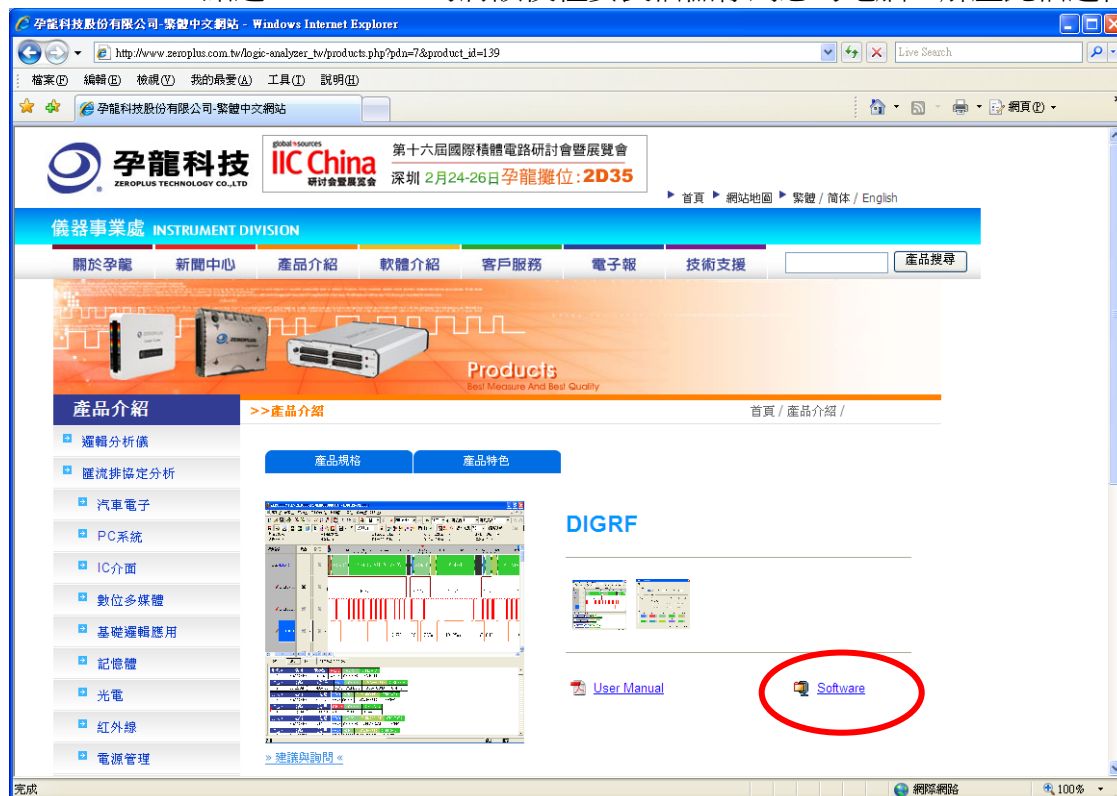 孕龍科技股份有限公司-繁體中文網站 - Windows Internet Explorer
http://www.zeroplus.com.tw/logic-analyzer_tw/products.php?pdn=7&product_id=139
Live Search
檔案(F) 編輯(E) 檢視(V) 我的最愛(A) 工具(T) 說明(H)
孕龍科技股份有限公司-繁體中文網站
網頁(P)
孕龍科技
ZEROPLUS TECHNOLOGY CO.,LTD
global sources
IIC China
研讨会暨展览会
第十六屆國際積體電路研討會暨展覽會
深圳 2月24-26日孕龍攤位:2D35
首頁 網站地圖 繁體 / 简体 / English
儀器事業處 INSTRUMENT DIVISION
關於孕龍 新聞中心 產品介紹 軟體介紹 客戶服務 電子報 技術支援 產品搜尋
Products
Best Measure And Best Quality
產品介紹
>>產品介紹
首頁 / 產品介紹 /
邏輯分析儀
匯流排協定分析
汽車電子
PC系統
IC介面
數位多媒體
基礎邏輯應用
記憶體
光電
紅外線
電源管理
產品規格 產品特色
DIGRF
User Manual
Software
» 建議與詢問 «
完成
網際網路
100%